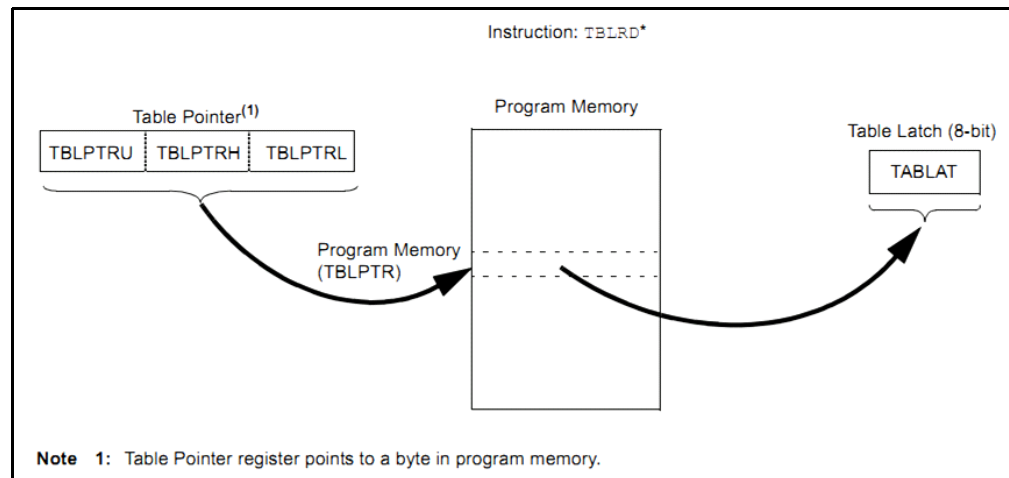 Instruction: TBLRD*
Table Pointer(1)
TBLPTRU TBLPTRH TBLPTRL
Program Memory
Table Latch (8-bit)
TABLAT
Program Memory
(TBLPTR)
Note 1: Table Pointer register points to a byte in program memory.